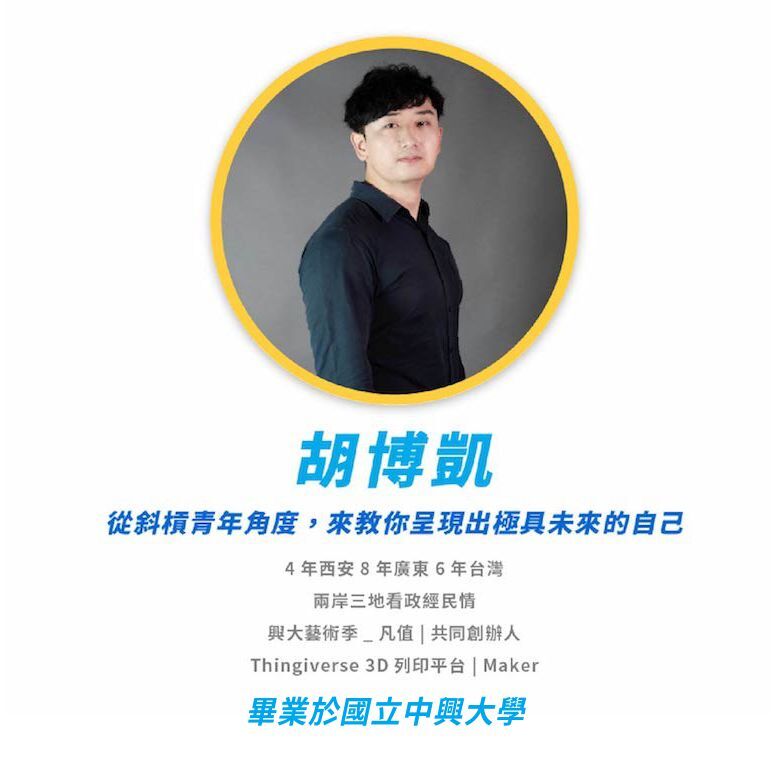 胡博凱
從斜槓青年角度，來教你呈現出極具未來的自己
4 年西安 8 年廣東 6 年台灣
兩岸三地看政經民情
興大藝術季 _ 凡值 | 共同創辦人
Thingiverse 3D 列印平台 | Maker
畢業於國立中興大學